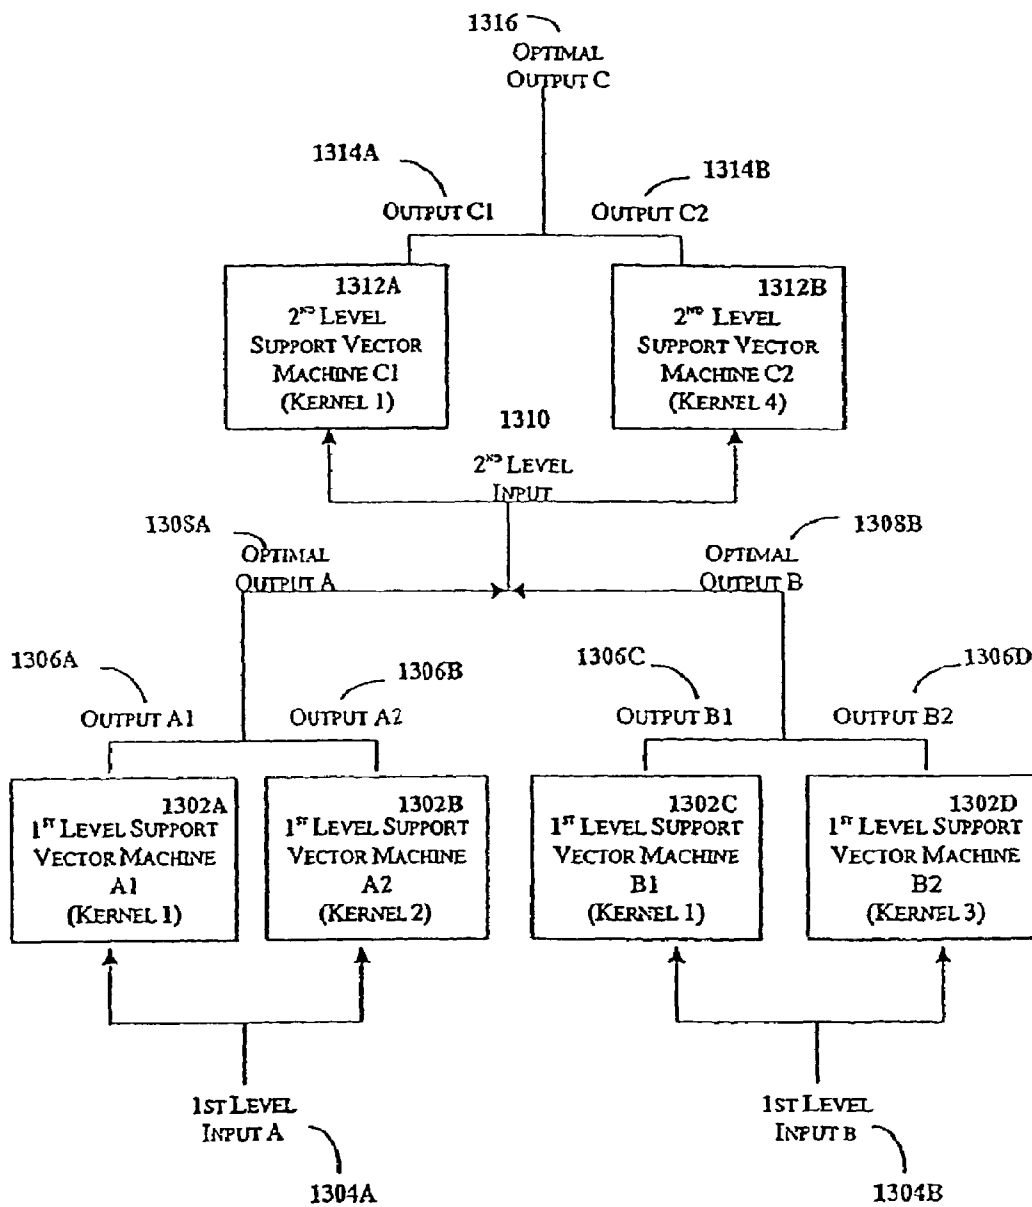 1316
OPTIMAL
OUTPUT C
1314A
1314B
OUTPUT C1
OUTPUT C2
1312A
2ND LEVEL
SUPPORT VECTOR
MACHINE C1
(KERNEL 1)
1312B
2ND LEVEL
SUPPORT VECTOR
MACHINE C2
(KERNEL 4)
1310
2ND LEVEL
INPUT
1308A
OPTIMAL
OUTPUT A
1308B
OPTIMAL
OUTPUT B
1306A
OUTPUT A1
1306B
OUTPUT A2
1306C
OUTPUT B1
1306D
OUTPUT B2
1302A
1ST LEVEL SUPPORT
VECTOR MACHINE
A1
(KERNEL 1)
1302B
1ST LEVEL SUPPORT
VECTOR MACHINE
A2
(KERNEL 2)
1302C
1ST LEVEL SUPPORT
VECTOR MACHINE
B1
(KERNEL 1)
1302D
1ST LEVEL SUPPORT
VECTOR MACHINE
B2
(KERNEL 3)
1ST LEVEL
INPUT A
1304A
1ST LEVEL
INPUT B
1304B